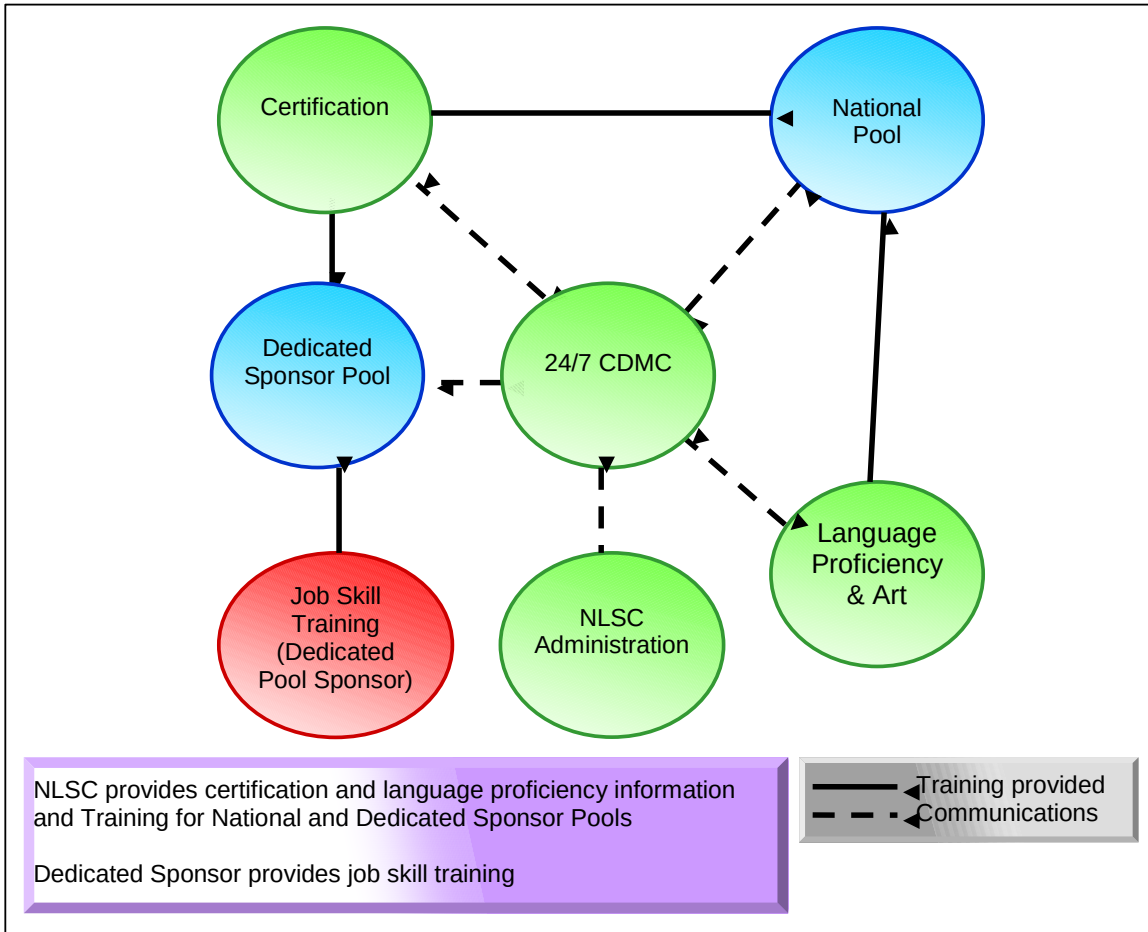 Certification
National
Pool
Dedicated
Sponsor Pool
24/7 CDMC
Language
Proficiency
& Art
Job Skill
Training
(Dedicated
Pool Sponsor)
NLSC
Administration
NLSC provides certification and language proficiency information
and Training for National and Dedicated Sponsor Pools
Dedicated Sponsor provides job skill training
Training provided
Communications